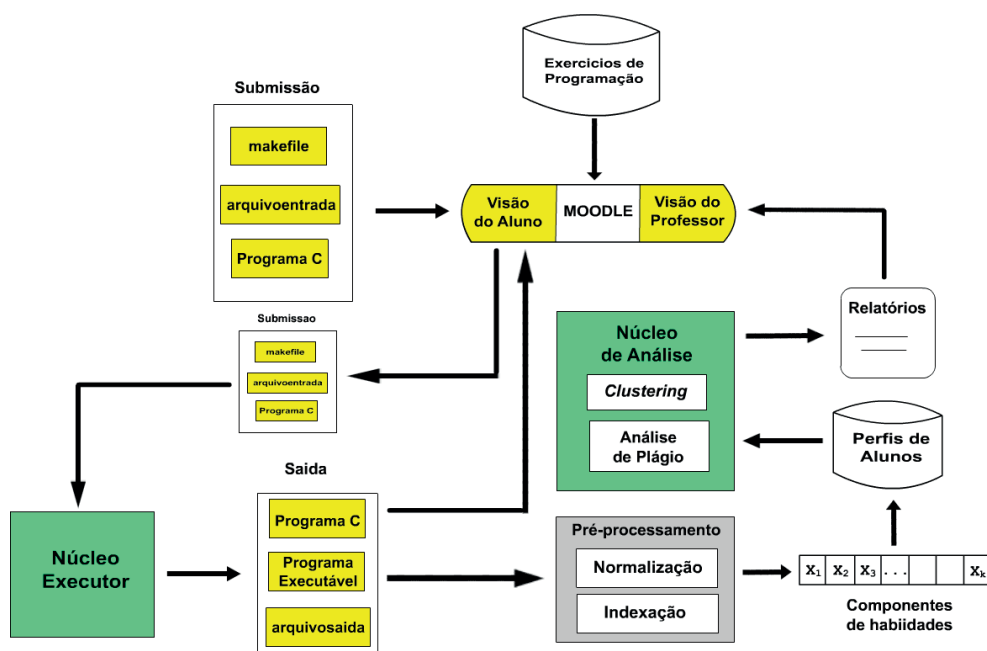 Exercicios de
Programação
Submissão
makefile
arquivoentrada
Programa C
Visão
do Aluno
MOODLE
Visão do
Professor
Submissao
makefile
arquivoentrada
Programa C
Núcleo
de Análise
Clustering
Análise
de Plágio
Relatórios
Perfis de
Alunos
Saida
Programa C
Programa
Executável
arquivosaida
Núcleo
Executor
Pré-processamento
Normalização
Indexação
X1 X2 X3 ... Xk
Componentes
de habiidades